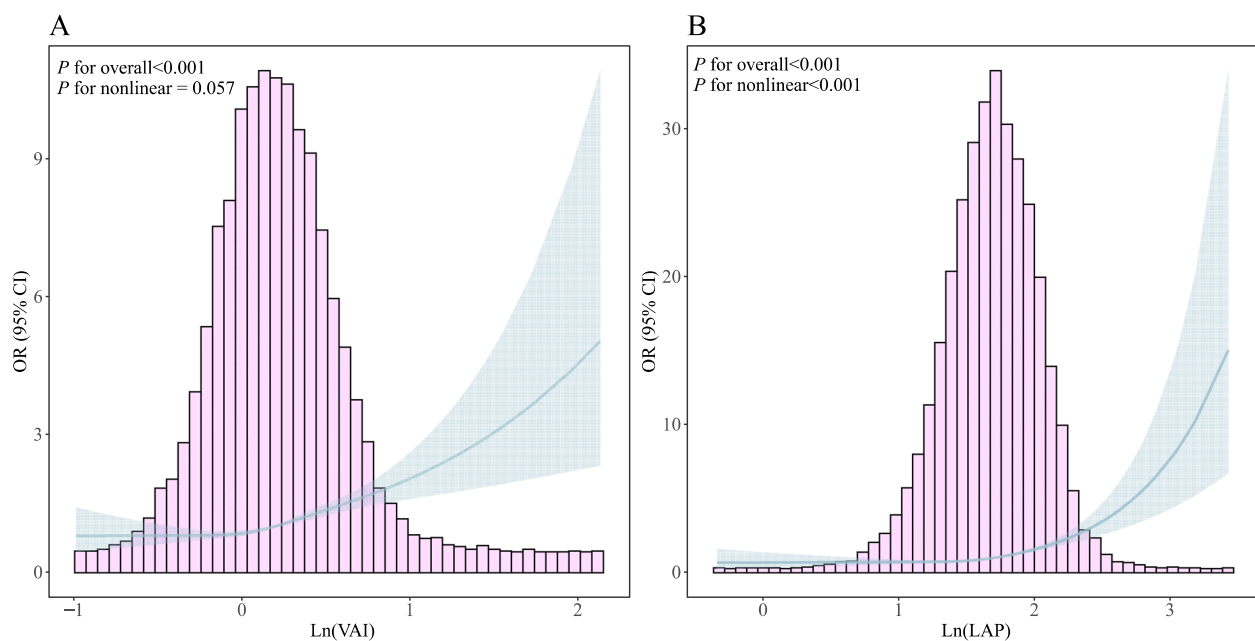 A
P for overall<0.001
P for nonlinear = 0.057
OR (95% CI)
9
6
3
0
−1 0 1 2
Ln(VAI)
B
P for overall<0.001
P for nonlinear<0.001
OR (95% CI)
30
20
10
0
0 1 2 3
Ln(LAP)